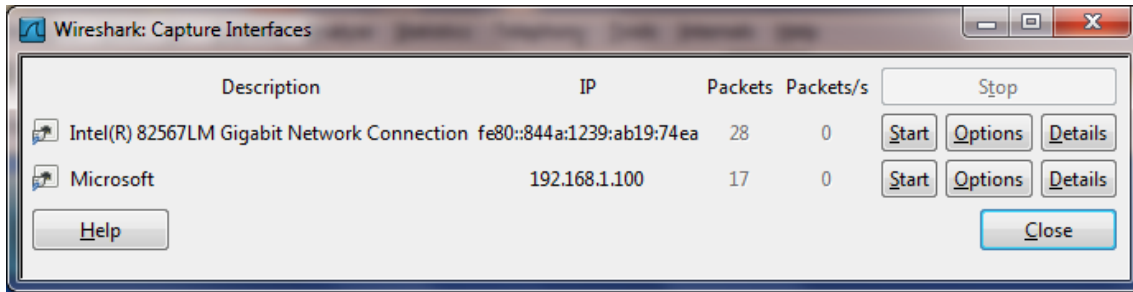 Wireshark: Capture Interfaces
Description IP Packets Packets/s Stop
Intel(R) 82567LM Gigabit Network Connection fe80::844a:1239:ab19:74ea 28 0 Start Options Details
Microsoft 192.168.1.100 17 0 Start Options Details
Help Close